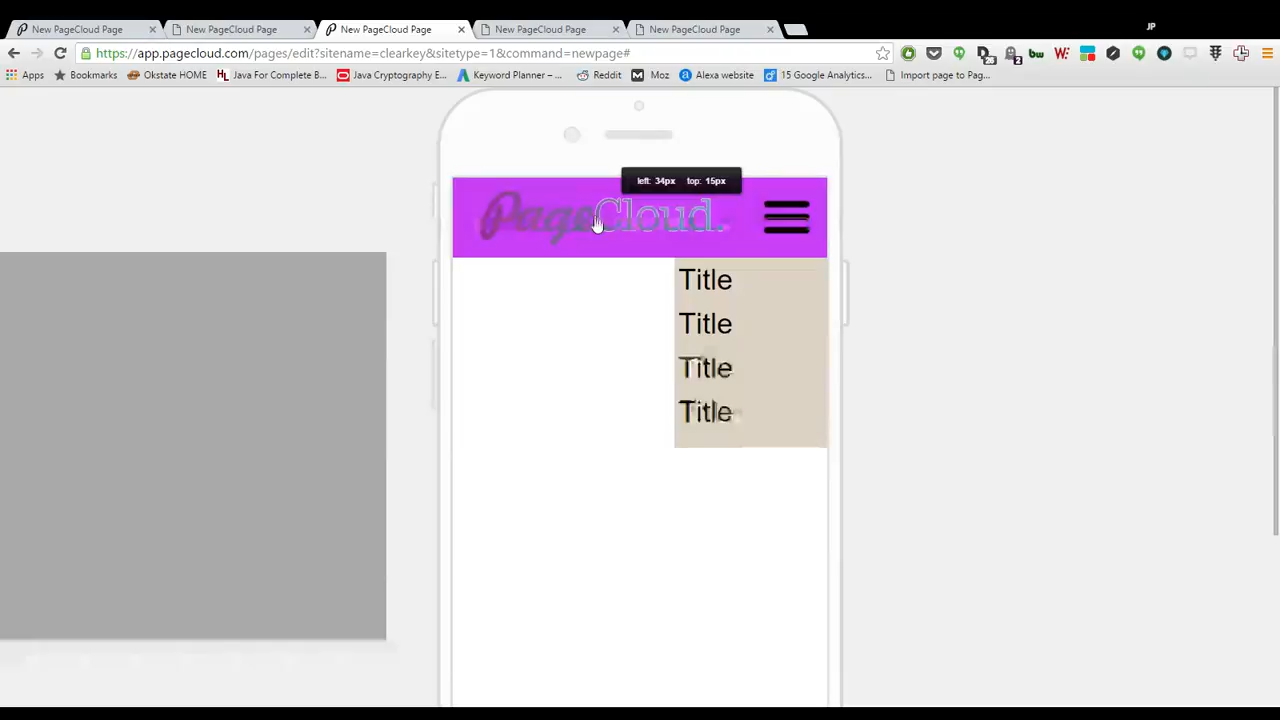 New PageCloud Page
New PageCloud Page
New PageCloud Page
New PageCloud Page
New PageCloud Page
JP
https://app.pagecloud.com/pages/edit?sitename=clearkey&sitetype=1&command=newpage#
bw
W:
26
2
Apps
Bookmarks
Okstate HOME
Java For Complete B...
Java Cryptography E...
Keyword Planner – ...
Reddit
Moz
Alexa website
15 Google Analytics...
Import page to Pag...
left: 34px top: 15px
PageCloud.
Title
Title
Title
Title